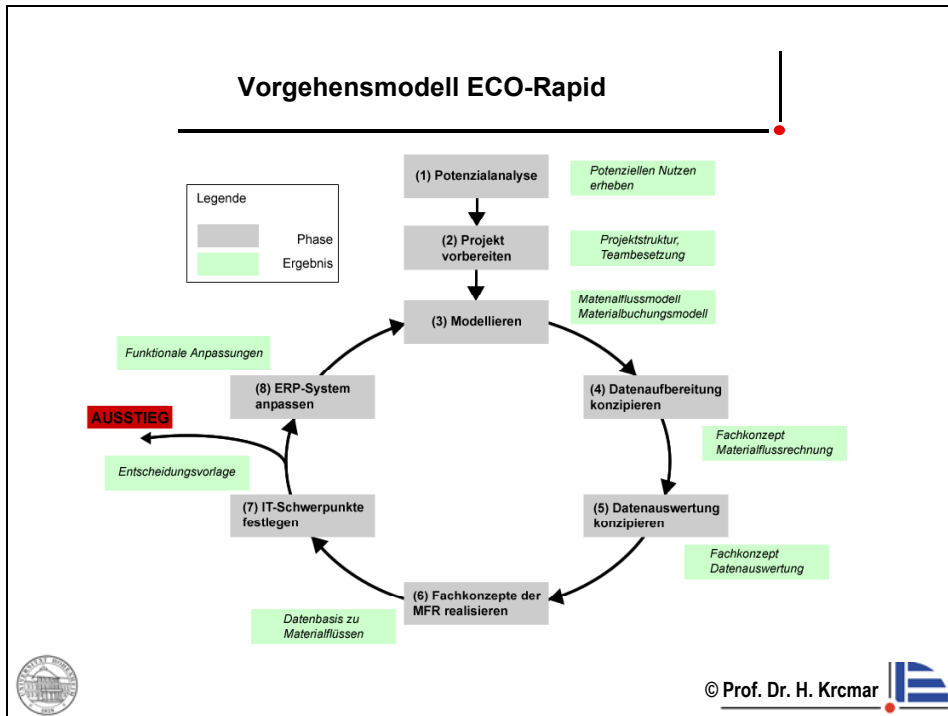 Vorgehensmodell ECO-Rapid
Legende
Phase
Ergebnis
(1) Potenzialanalyse
Potenziellen Nutzen
erheben
(2) Projekt
vorbereiten
Projektstruktur,
Teambesetzung
(3) Modellieren
Materialflussmodell
Materialbuchungsmodell
Funktionale Anpassungen
(8) ERP-System
anpassen
(4) Datenaufbereitung
konzipieren
AUSSTIEG
Fachkonzept
Materialflussrechnung
Entscheidungsvorlage
(7) IT-Schwerpunkte
festlegen
(5) Datenauswertung
konzipieren
Fachkonzept
Datenauswertung
(6) Fachkonzepte der
MFR realisieren
Datenbasis zu
Materialflüssen
UNIVERSITÄT HOHENHEIM
© Prof. Dr. H. Krcmar